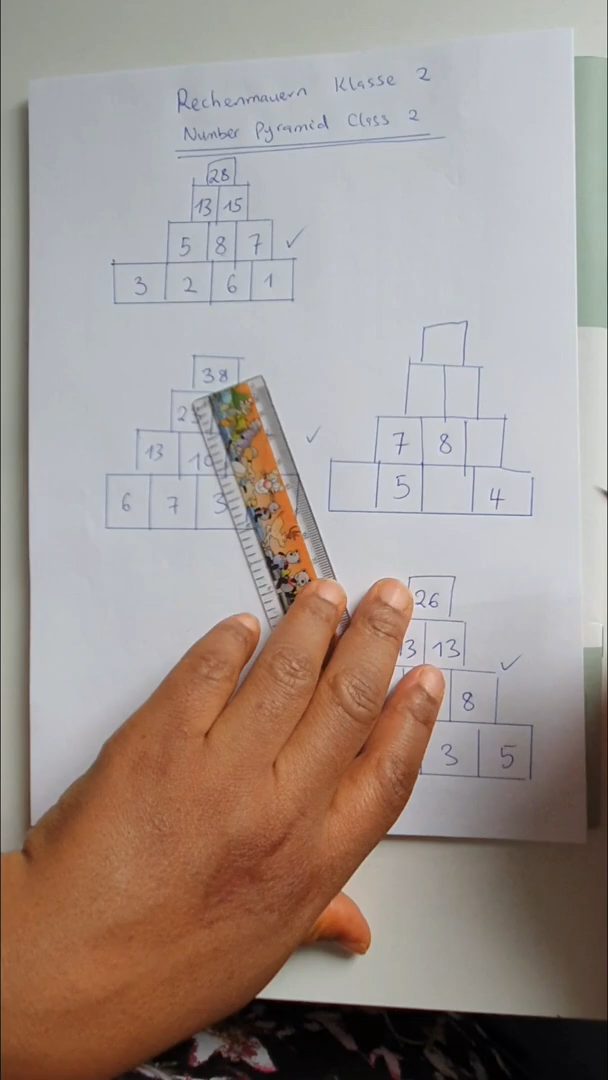 Rechenmauern Klasse 2
Number Pyramid Class 2
28
13 15
5 8 7 ✓
3 2 6 1
38
13
6 7 3
✓
7 8
5 4
26
13
8
3 5
✓